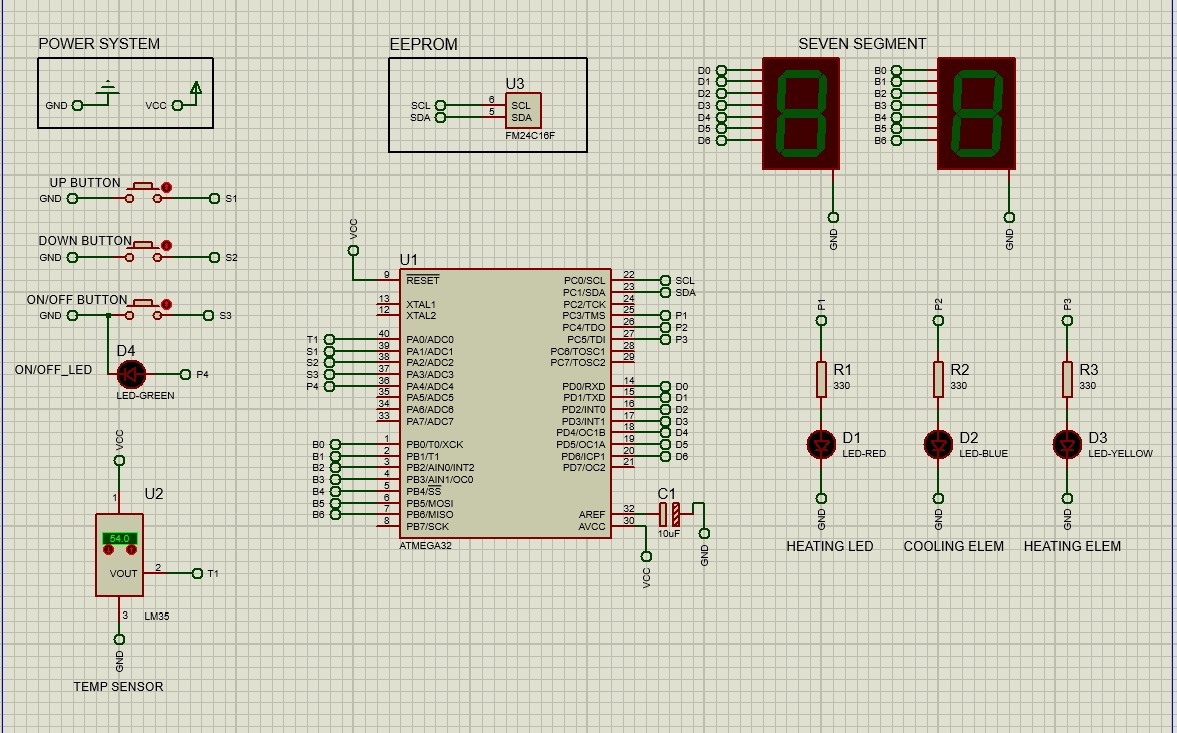 POWER SYSTEM
GND
VCC
EEPROM
U3
SCL 6 SCL
SDA 5 SDA
FM24C16F
SEVEN SEGMENT
D0
D1
D2
D3
D4
D5
D6
GND
B0
B1
B2
B3
B4
B5
B6
GND
UP BUTTON
GND S1
DOWN BUTTON
GND S2
ON/OFF BUTTON
GND S3
D4
ON/OFF_LED
P4
LED-GREEN
VCC
1
U2
54.0
VOUT 2 T1
3
LM35
GND
TEMP SENSOR
VCC
U1
9 RESET
13 XTAL1
12 XTAL2
T1 40 PA0/ADC0
S1 39 PA1/ADC1
S2 38 PA2/ADC2
S3 37 PA3/ADC3
P4 36 PA4/ADC4
35 PA5/ADC5
34 PA6/ADC6
33 PA7/ADC7
B0 1 PB0/T0/XCK
B1 2 PB1/T1
B2 3 PB2/AIN0/INT2
B3 4 PB3/AIN1/OC0
B4 5 PB4/SS
B5 6 PB5/MOSI
B6 7 PB6/MISO
8 PB7/SCK
PC0/SCL 22 SCL
PC1/SDA 23 SDA
PC2/TCK 24
PC3/TMS 25 P1
PC4/TDO 26 P2
PC5/TDI 27 P3
PC6/TOSC1 28
PC7/TOSC2 29
PD0/RXD 14 D0
PD1/TXD 15 D1
PD2/INT0 16 D2
PD3/INT1 17 D3
PD4/OC1B 18 D4
PD5/OC1A 19 D5
PD6/ICP1 20 D6
PD7/OC2 21
AREF 32
AVCC 30
ATMEGA32
C1
10uF
VCC
GND
P1
R1
330
D1
LED-RED
GND
HEATING LED
P2
R2
330
D2
LED-BLUE
GND
COOLING ELEM
P3
R3
330
D3
LED-YELLOW
GND
HEATING ELEM